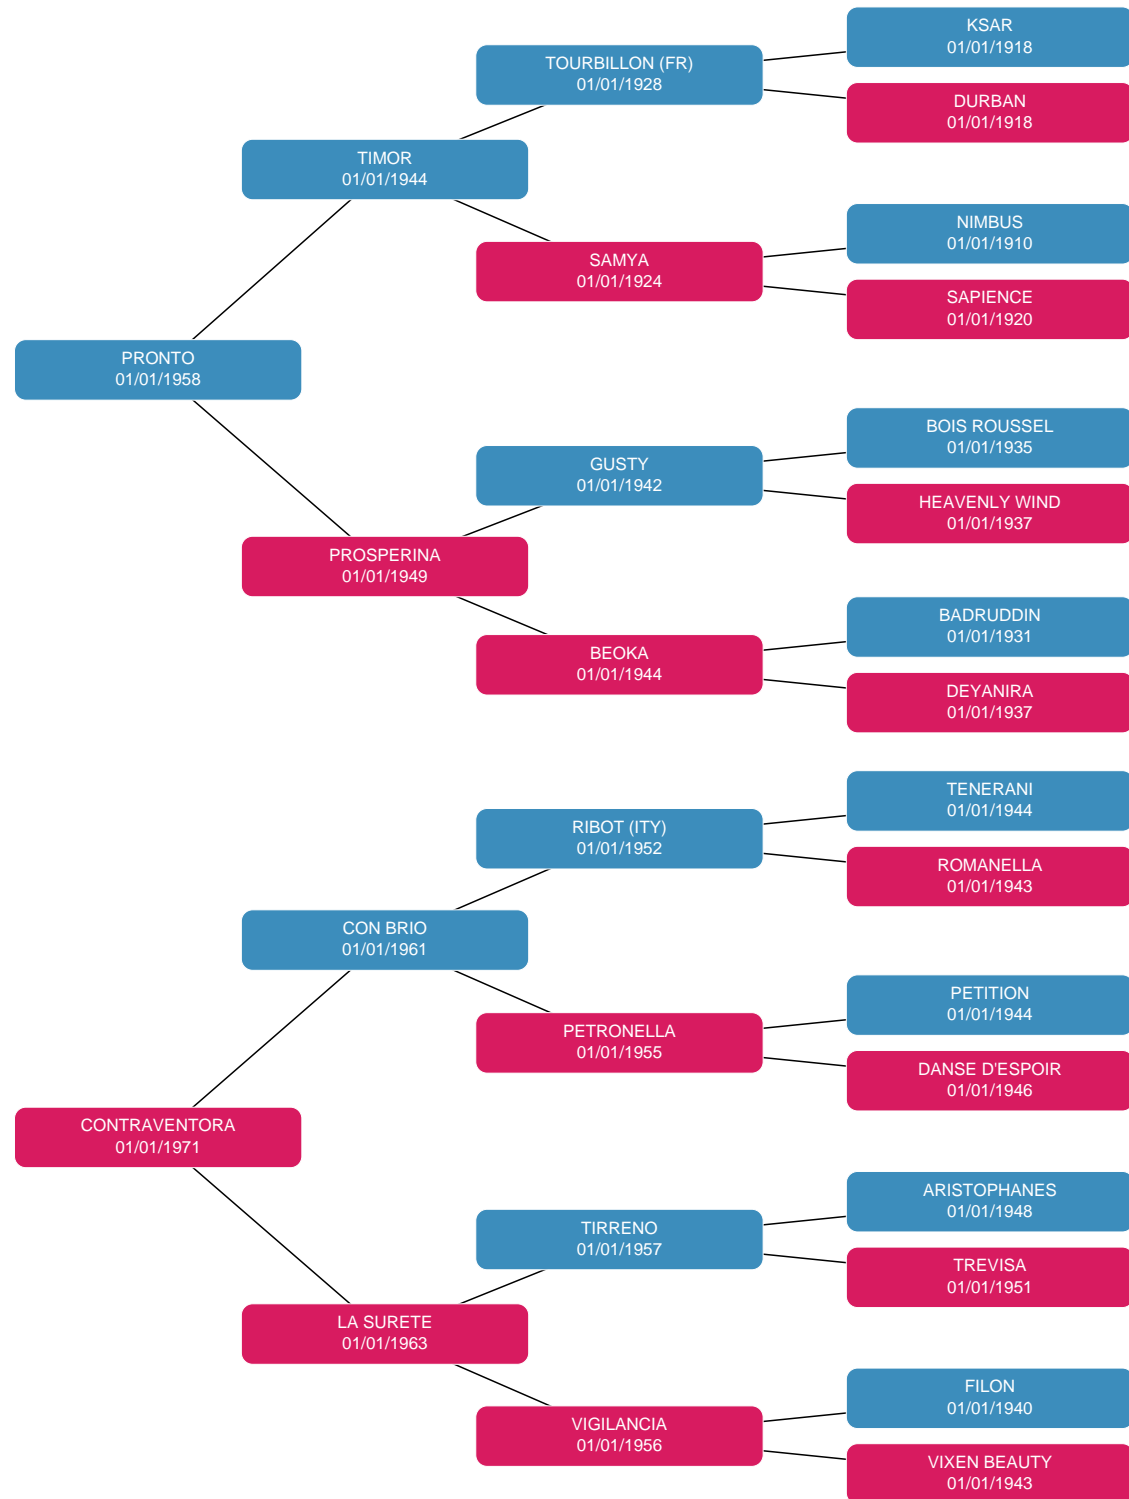 KSAR
01/01/1918
TOURBILLON (FR)
01/01/1928
DURBAN
01/01/1918
TIMOR
01/01/1944
NIMBUS
01/01/1910
SAMYA
01/01/1924
SAPIENCE
01/01/1920
PRONTO
01/01/1958
BOIS ROUSSEL
01/01/1935
GUSTY
01/01/1942
HEAVENLY WIND
01/01/1937
PROSPERINA
01/01/1949
BADRUDDIN
01/01/1931
BEOKA
01/01/1944
DEYANIRA
01/01/1937
TENERANI
01/01/1944
RIBOT (ITY)
01/01/1952
ROMANELLA
01/01/1943
CON BRIO
01/01/1961
PETITION
01/01/1944
PETRONELLA
01/01/1955
DANSE D'ESPOIR
01/01/1946
CONTRAVENTORA
01/01/1971
ARISTOPHANES
01/01/1948
TIRRENO
01/01/1957
TREVISA
01/01/1951
LA SURETE
01/01/1963
FILON
01/01/1940
VIGILANCIA
01/01/1956
VIXEN BEAUTY
01/01/1943